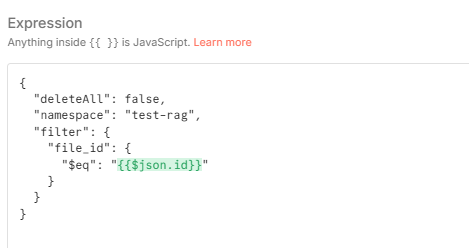 Expression
Anything inside {{ }} is JavaScript. Learn more
{
  "deleteAll": false,
  "namespace": "test-rag",
  "filter": {
    "file_id": {
      "$eq": "{{$json.id}}"
    }
  }
}